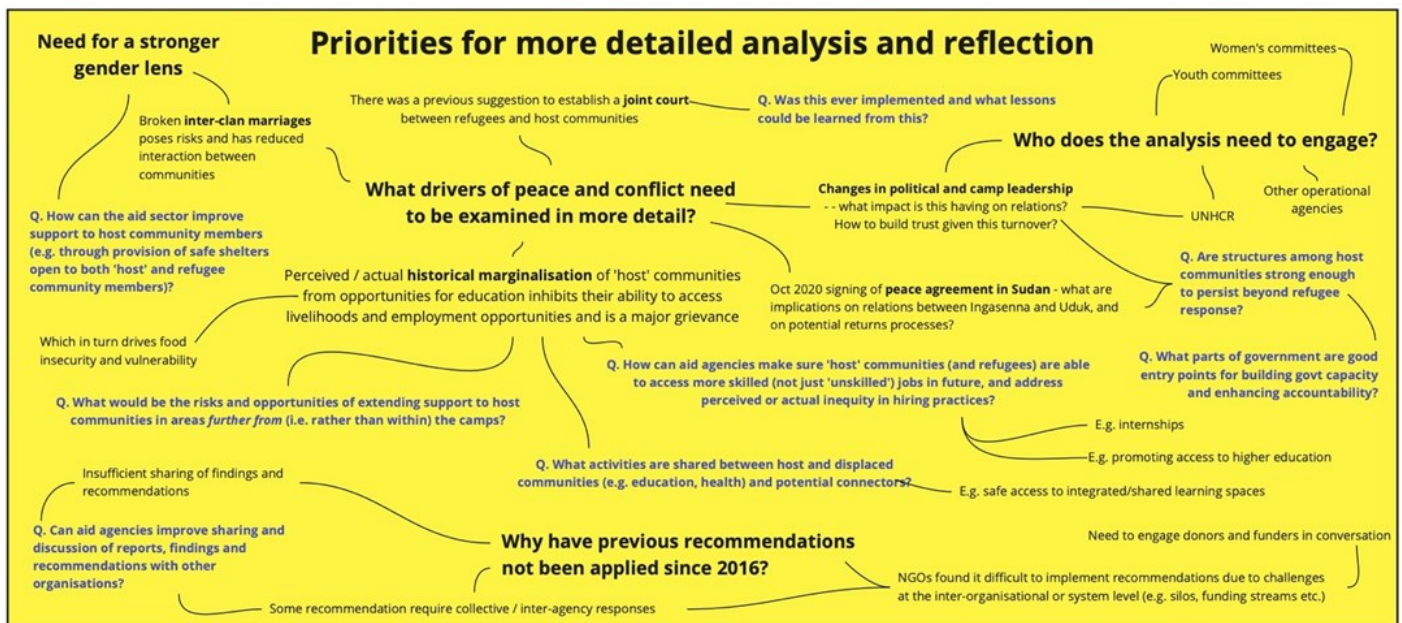 Priorities for more detailed analysis and reflection
Need for a stronger
gender lens
Broken inter-clan marriages
poses risks and has reduced
interaction between
communities
Q. How can the aid sector improve
support to host community members
(e.g. through provision of safe shelters
open to both 'host' and refugee
community members)?
There was a previous suggestion to establish a joint court
between refugees and host communities
Q. Was this ever implemented and what lessons
could be learned from this?
Women's committees
Youth committees
Who does the analysis need to engage?
Other operational
agencies
UNHCR
What drivers of peace and conflict need
to be examined in more detail?
Changes in political and camp leadership
- - what impact is this having on relations?
How to build trust given this turnover?
Q. Are structures among host
communities strong enough
to persist beyond refugee
response?
Q. What parts of government are good
entry points for building govt capacity
and enhancing accountability?
Oct 2020 signing of peace agreement in Sudan - what are
implications on relations between Ingasenna and Uduk, and
on potential returns processes?
Perceived / actual historical marginalisation of 'host' communities
from opportunities for education inhibits their ability to access
livelihoods and employment opportunities and is a major grievance
Which in turn drives food
insecurity and vulnerability
Q. What would be the risks and opportunities of extending support to host
communities in areas further from (i.e. rather than within) the camps?
Q. How can aid agencies make sure 'host' communities (and refugees) are able
to access more skilled (not just 'unskilled') jobs in future, and address
perceived or actual inequity in hiring practices?
E.g. internships
E.g. promoting access to higher education
Q. What activities are shared between host and displaced
communities (e.g. education, health) and potential connectors?
E.g. safe access to integrated/shared learning spaces
Insufficient sharing of findings and
recommendations
Q. Can aid agencies improve sharing and
discussion of reports, findings and
recommendations with other
organisations?
Why have previous recommendations
not been applied since 2016?
Some recommendation require collective / inter-agency responses
Need to engage donors and funders in conversation
NGOs found it difficult to implement recommendations due to challenges
at the inter-organisational or system level (e.g. silos, funding streams etc.)